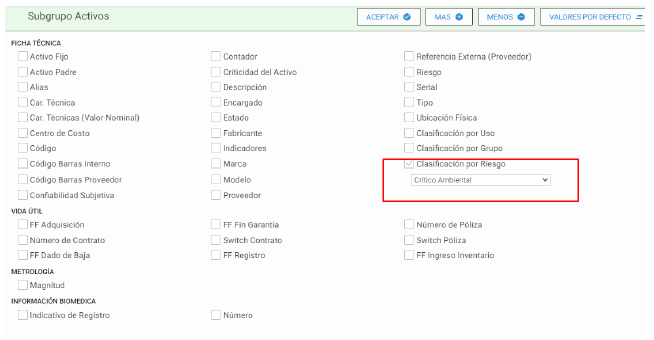 Subgrupo Activos
ACEPTAR MAS MENOS VALORES POR DEFECTO
FICHA TÉCNICA
Activo Fijo Contador Referencia Externa (Proveedor)
Activo Padre Criticidad del Activo Riesgo
Alias Descripción Serial
Car. Técnica Encargado Tipo
Car. Técnicas (Valor Nominal) Estado Ubicación Física
Centro de Costo Fabricante Clasificación por Uso
Código Indicadores Clasificación por Grupo
Código Barras Interno Marca Clasificación por Riesgo
Código Barras Proveedor Modelo Crítico Ambiental
Confiabilidad Subjetiva Proveedor
VIDA ÚTIL
FF Adquisición FF Fin Garantía Número de Póliza
Número de Contrato Switch Contrato Switch Póliza
FF Dado de Baja FF Registro FF Ingreso Inventario
METROLOGÍA
Magnitud
INFORMACIÓN BIOMEDICA
Indicativo de Registro Número